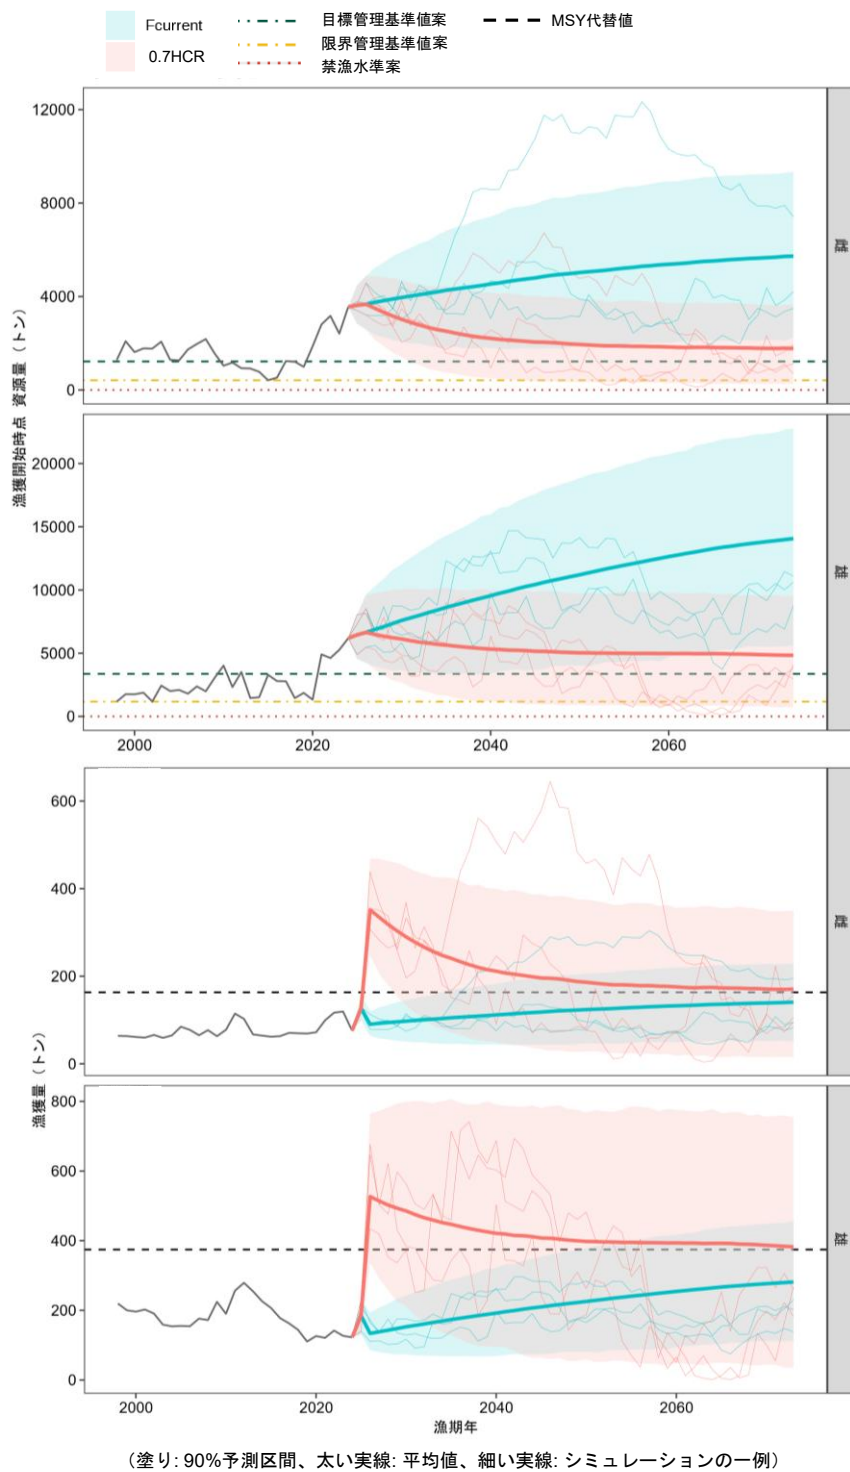 Fcurrent
0.7HCR
目標管理基準値案
限界管理基準値案
禁漁水準案
MSY代替値
漁獲開始時点 資源量（トン）
12000
8000
4000
0
雌
20000
15000
10000
5000
0
雄
2000
2020
2040
2060
漁獲量（トン）
600
400
200
0
雌
800
600
400
200
0
雄
2000
2020
2040
2060
漁期年
（塗り: 90%予測区間、太い実線: 平均値、細い実線: シミュレーションの一例）